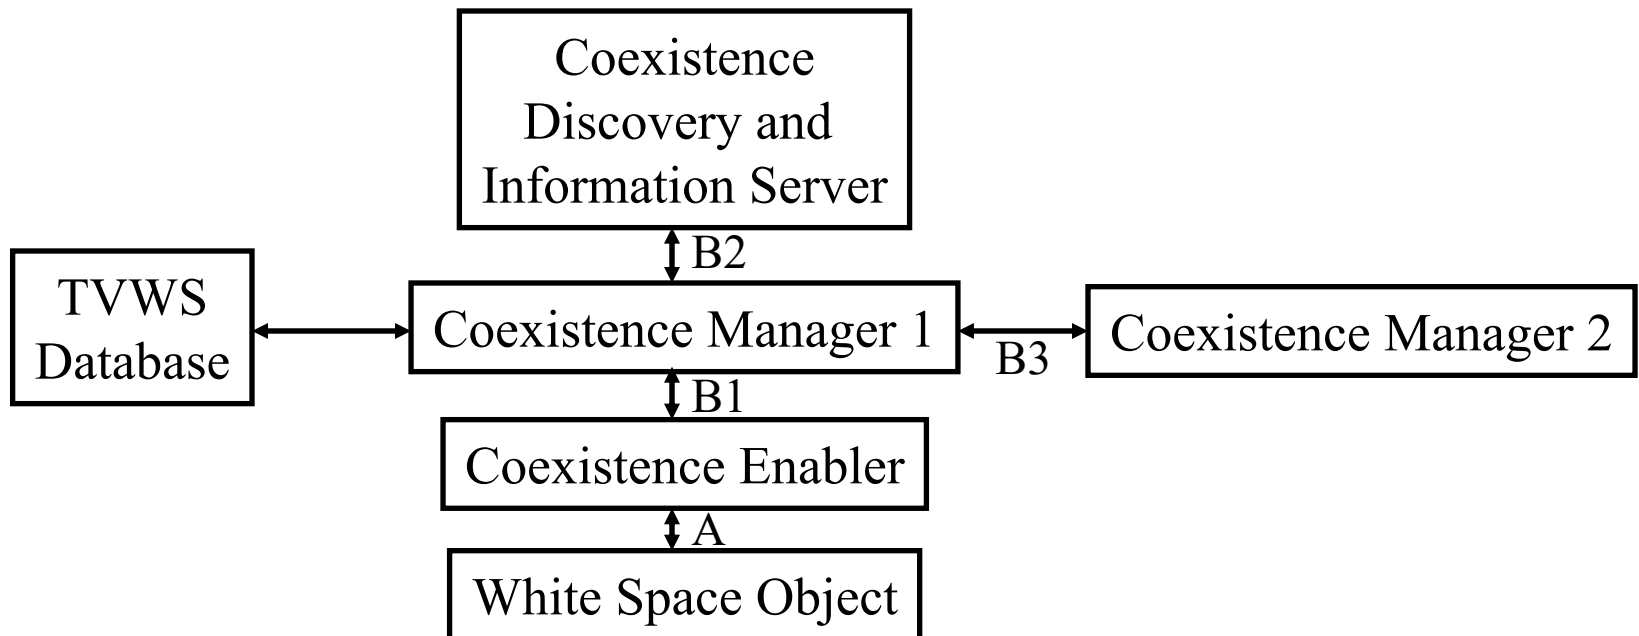 Coexistence
Discovery and
Information Server
B2
TVWS
Database
Coexistence Manager 1
B3
Coexistence Manager 2
B1
Coexistence Enabler
A
White Space Object